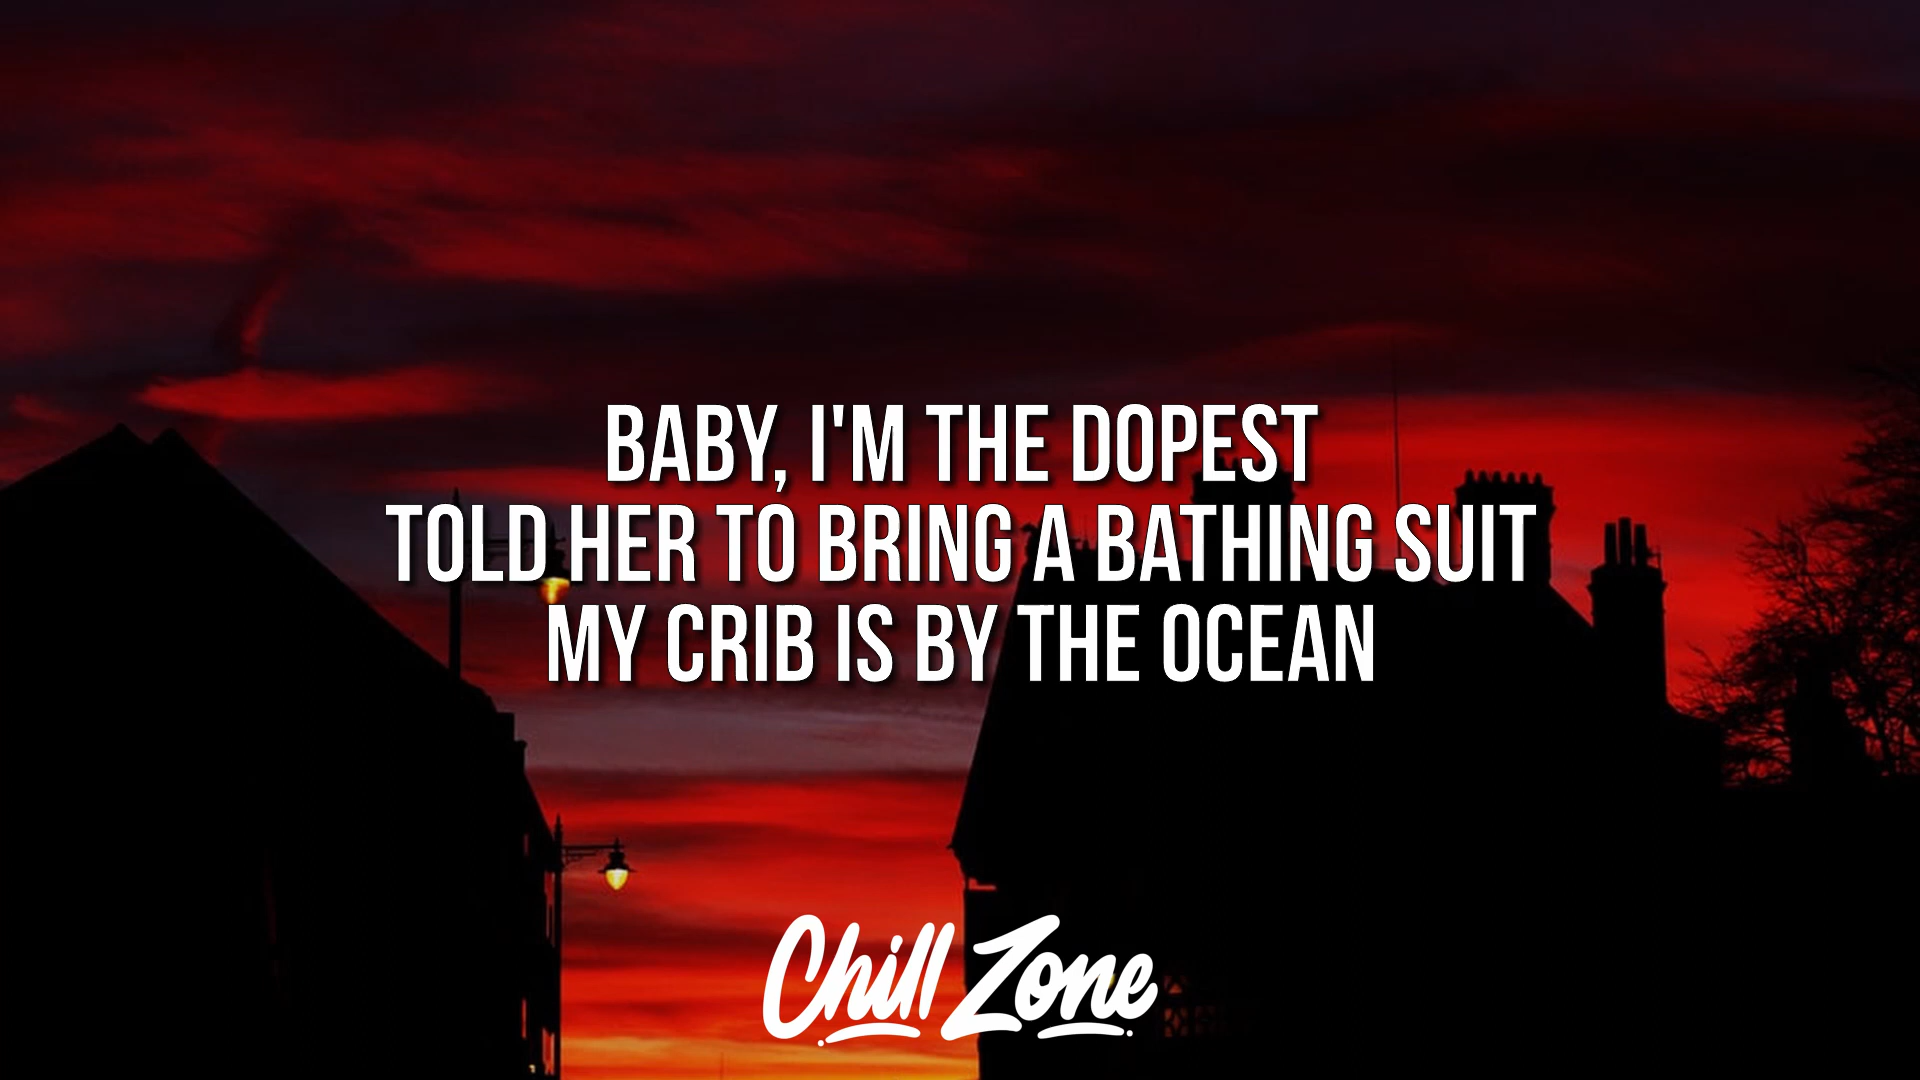 BABY, I'M THE DOPEST
TOLD HER TO BRING A BATHING SUIT
MY CRIB IS BY THE OCEAN
Chill Zone